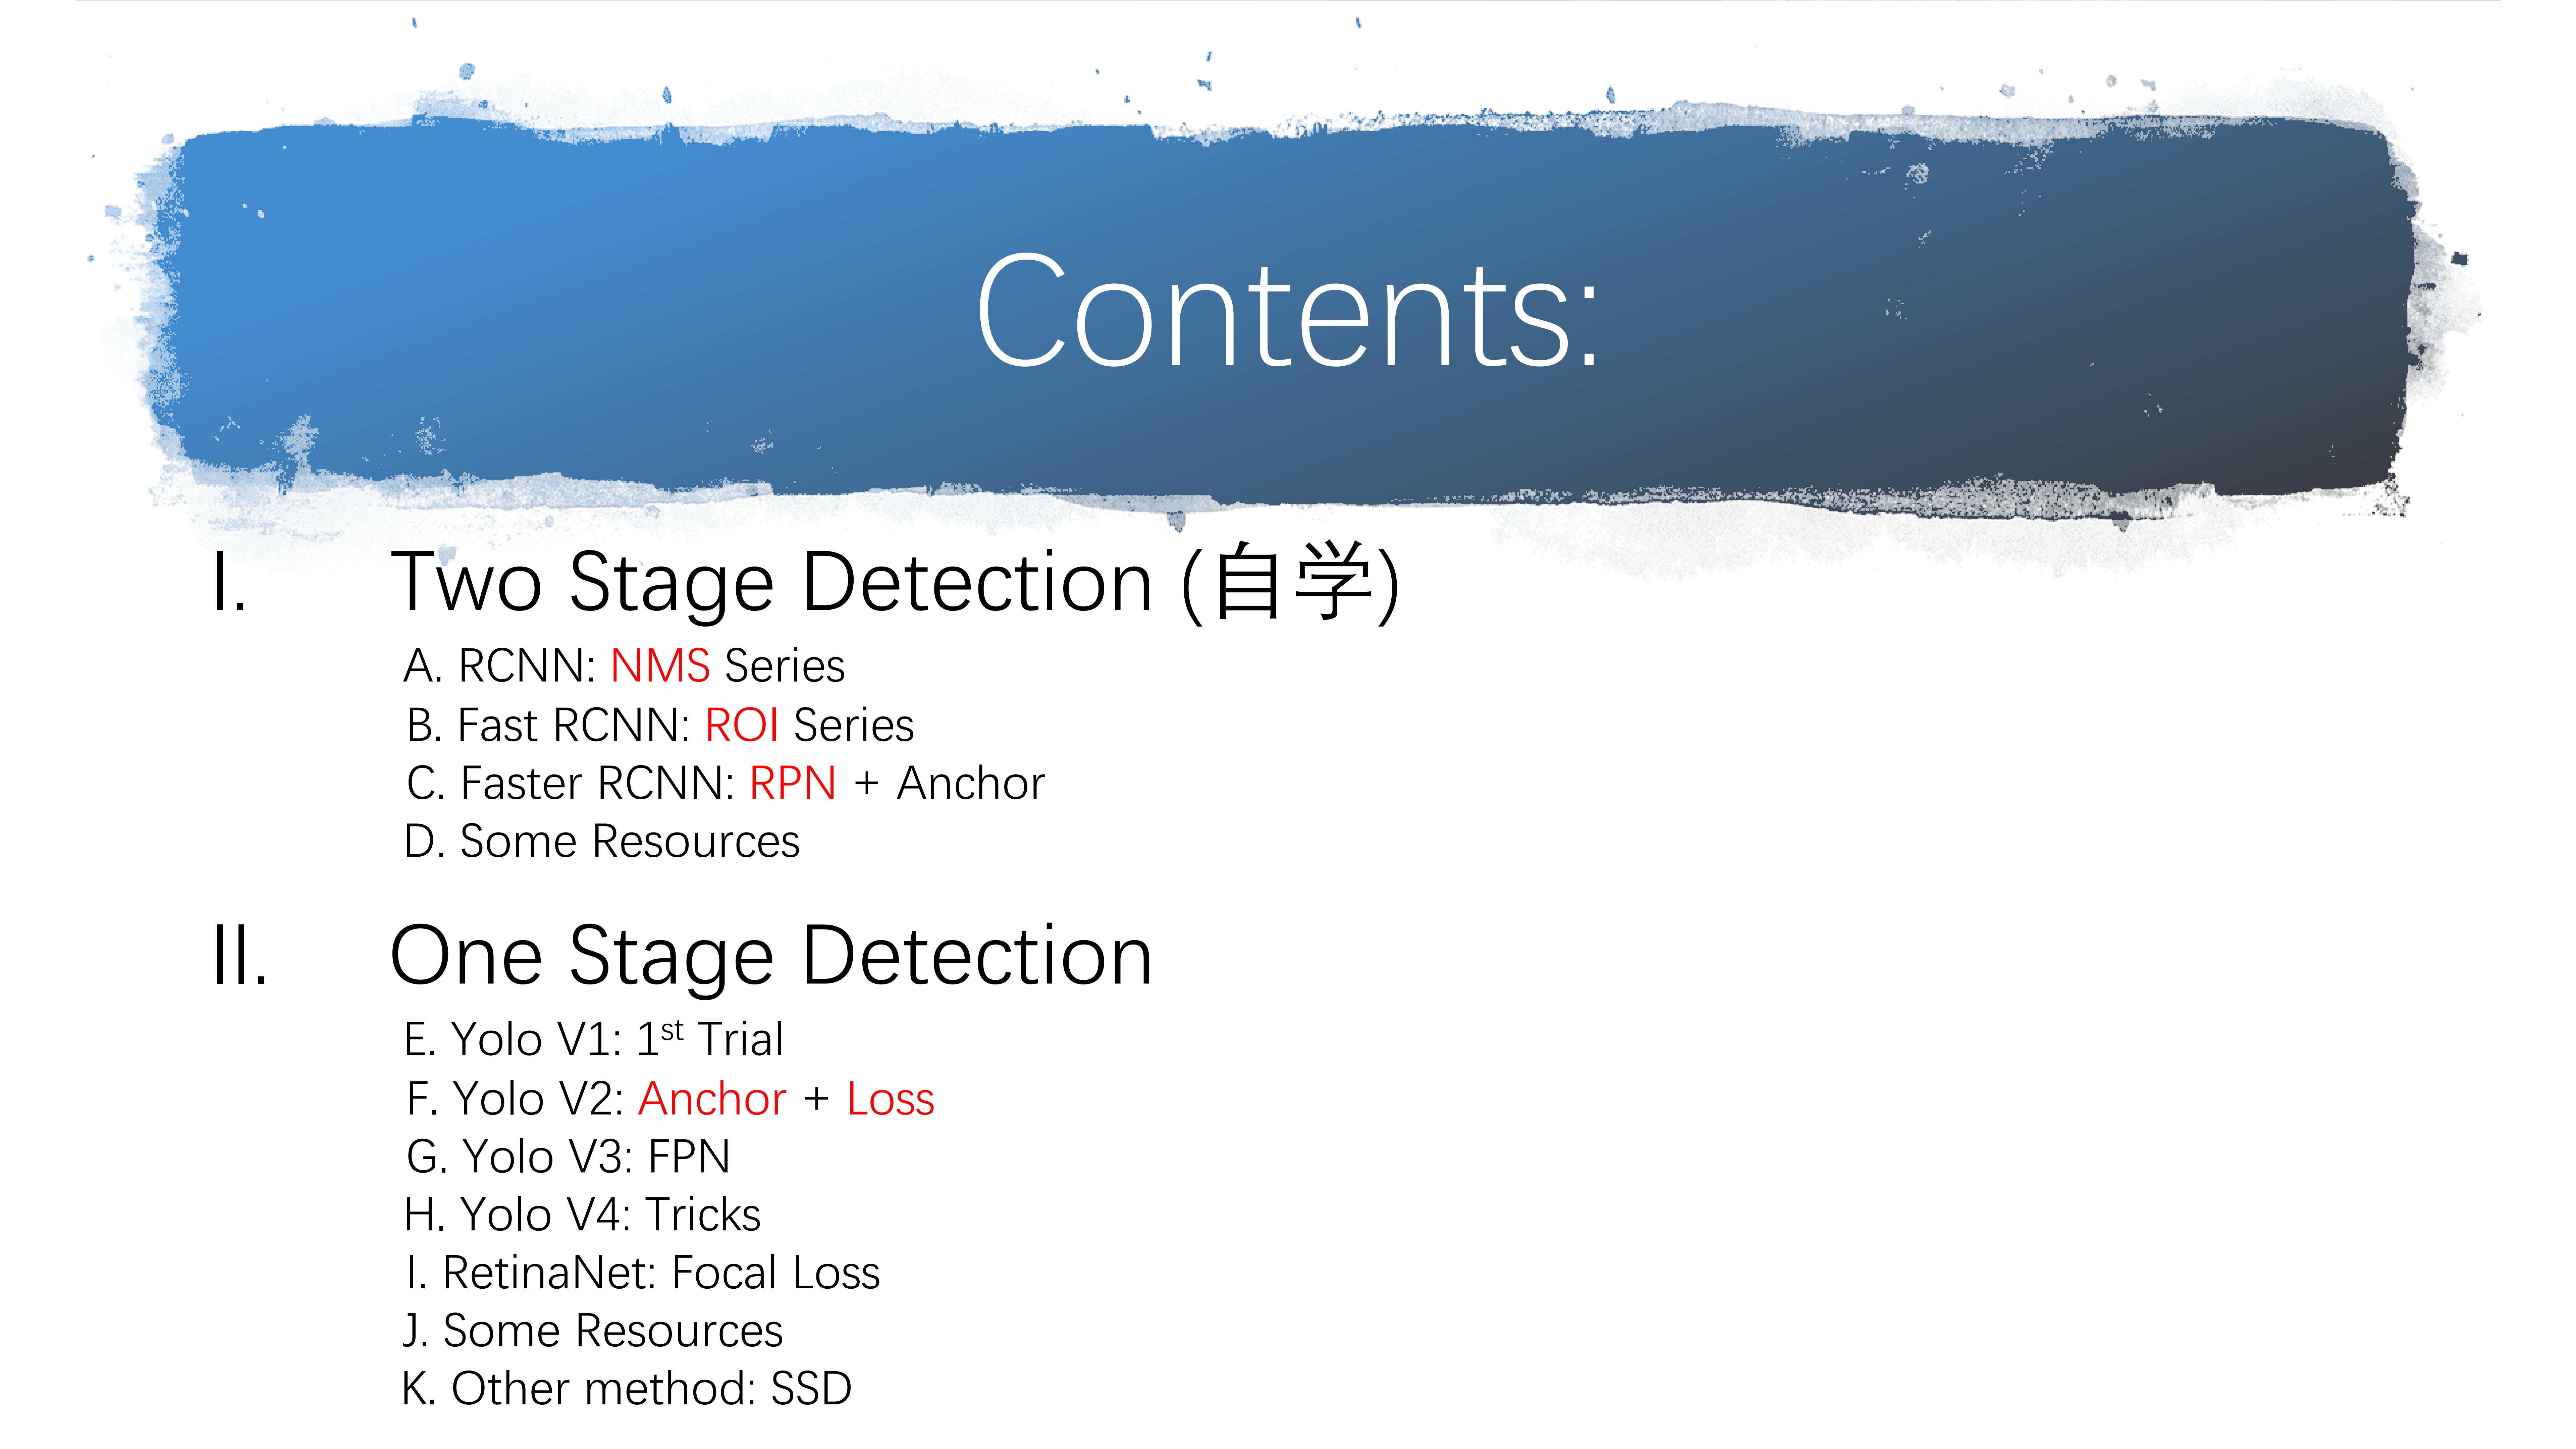 Contents:
I. Two Stage Detection (自学)
A. RCNN: NMS Series
B. Fast RCNN: ROI Series
C. Faster RCNN: RPN + Anchor
D. Some Resources
II. One Stage Detection
E. Yolo V1: 1st Trial
F. Yolo V2: Anchor + Loss
G. Yolo V3: FPN
H. Yolo V4: Tricks
I. RetinaNet: Focal Loss
J. Some Resources
K. Other method: SSD